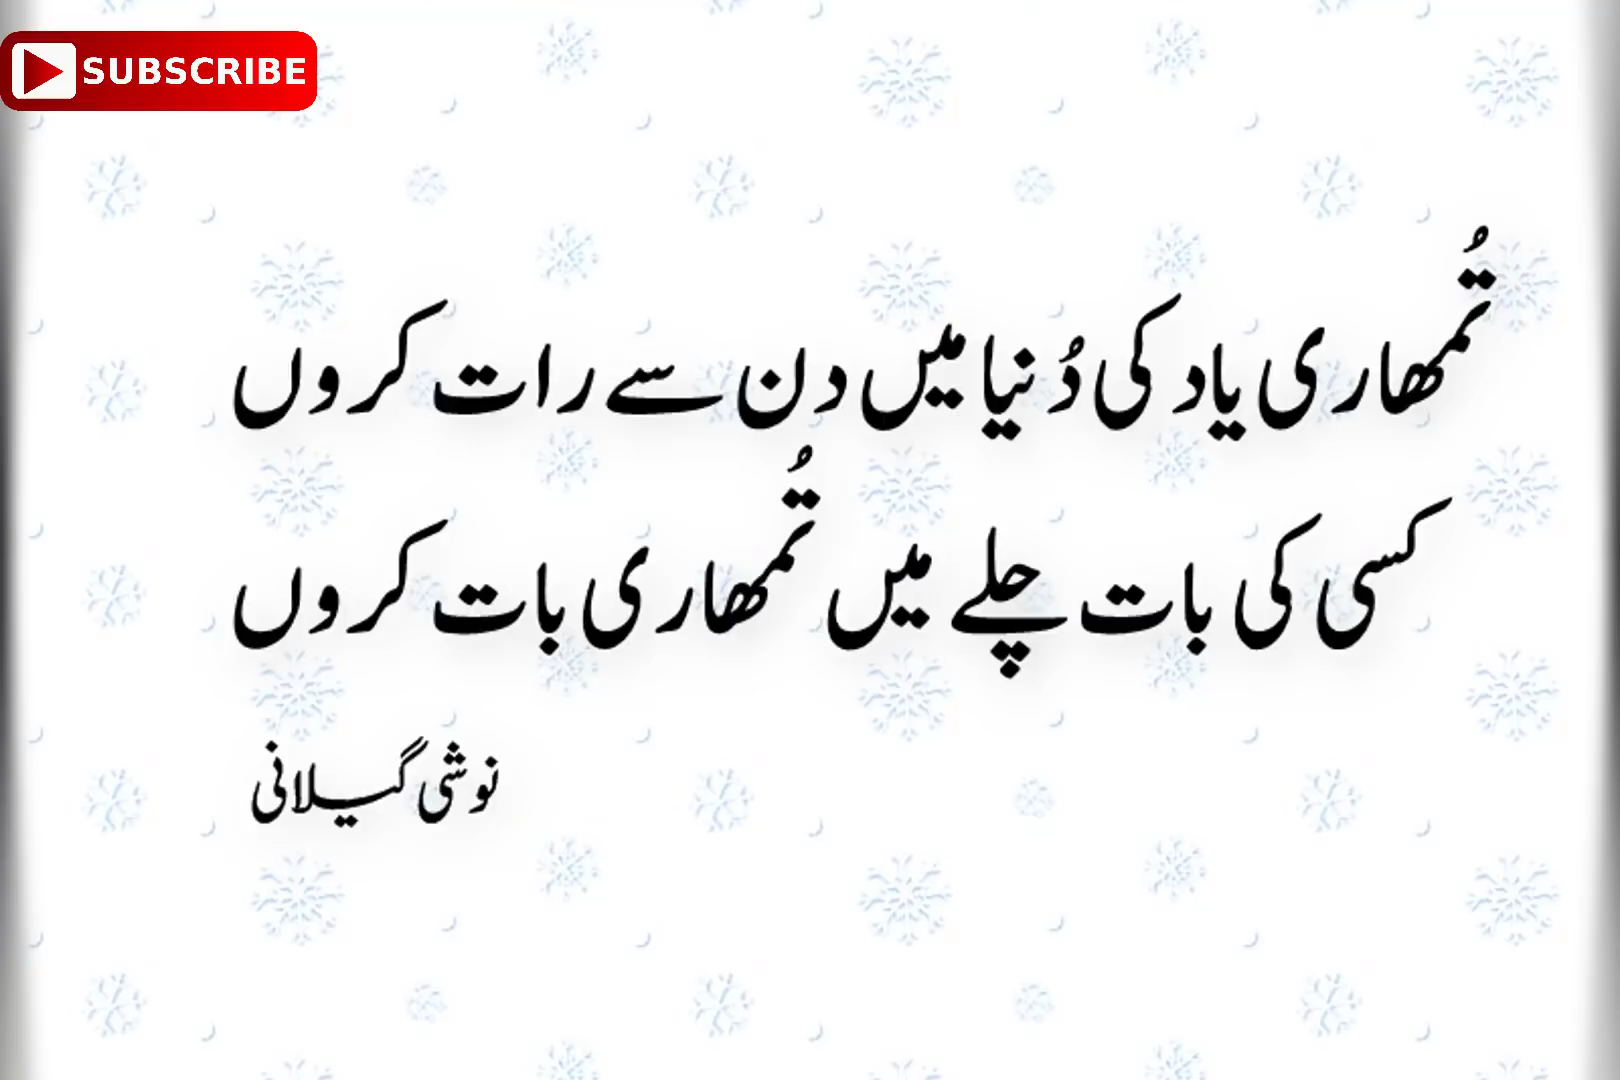 SUBSCRIBE
تُمھاری یاد کی دُنیا میں دن سے رات کروں
کسی کی بات چلے میں تُمھاری بات کروں
نوشی گیلانی